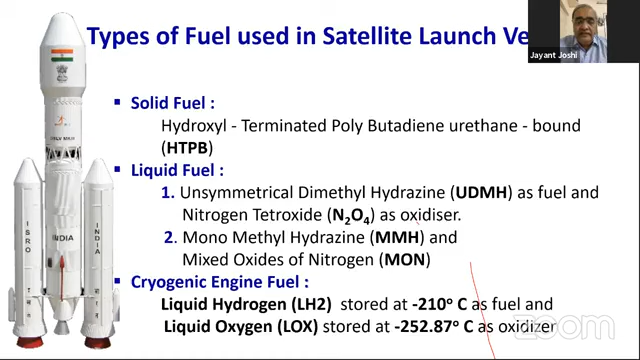 Types of Fuel used in Satellite Launch Ve
Jayant Joshi
▪ Solid Fuel :
Hydroxyl - Terminated Poly Butadiene urethane - bound
(HTPB)
▪ Liquid Fuel :
1. Unsymmetrical Dimethyl Hydrazine (UDMH) as fuel and
Nitrogen Tetroxide (N₂O₄) as oxidiser.
2. Mono Methyl Hydrazine (MMH) and
Mixed Oxides of Nitrogen (MON)
▪ Cryogenic Engine Fuel :
Liquid Hydrogen (LH2) stored at -210° C as fuel and
Liquid Oxygen (LOX) stored at -252.87° C as oxidizer
ISRO
INDIA
INDIA
zoom